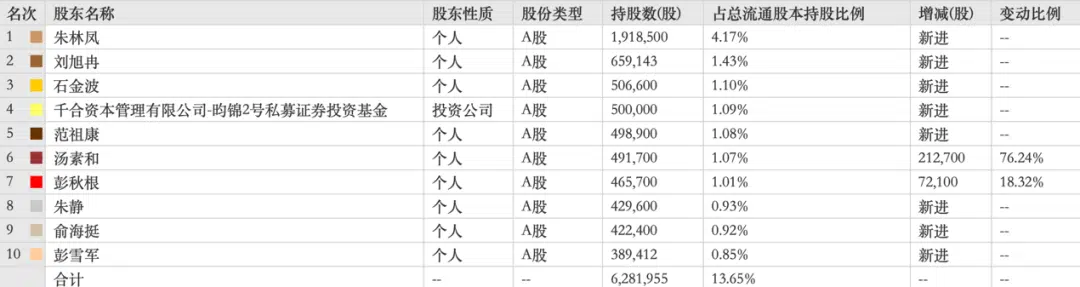 名次 股东名称 股东性质 股份类型 持股数(股) 占总流通股本持股比例 增减(股) 变动比例
1 朱林凤 个人 A股 1,918,500 4.17% 新进 --
2 刘旭冉 个人 A股 659,143 1.43% 新进 --
3 石金波 个人 A股 506,600 1.10% 新进 --
4 千合资本管理有限公司-昀锦2号私募证券投资基金 投资公司 A股 500,000 1.09% 新进 --
5 范祖康 个人 A股 498,900 1.08% 新进 --
6 汤素和 个人 A股 491,700 1.07% 212,700 76.24%
7 彭秋根 个人 A股 465,700 1.01% 72,100 18.32%
8 朱静 个人 A股 429,600 0.93% 新进 --
9 俞海挺 个人 A股 422,400 0.92% 新进 --
10 彭雪军 个人 A股 389,412 0.85% 新进 --
合计 -- -- 6,281,955 13.65% -- --